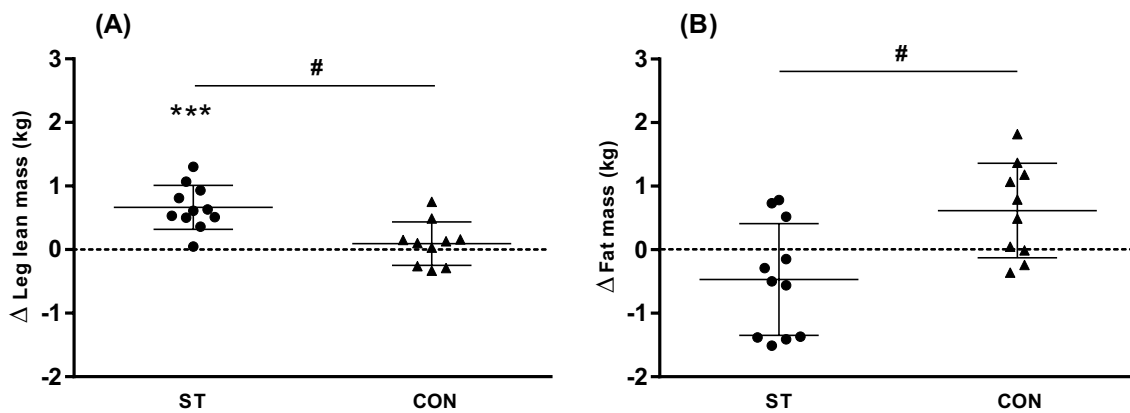 (A)
Δ Leg lean mass (kg)
3
2
1
0
-1
-2
#
***
ST CON
(B)
Δ Fat mass (kg)
3
2
1
0
-1
-2
#
ST CON